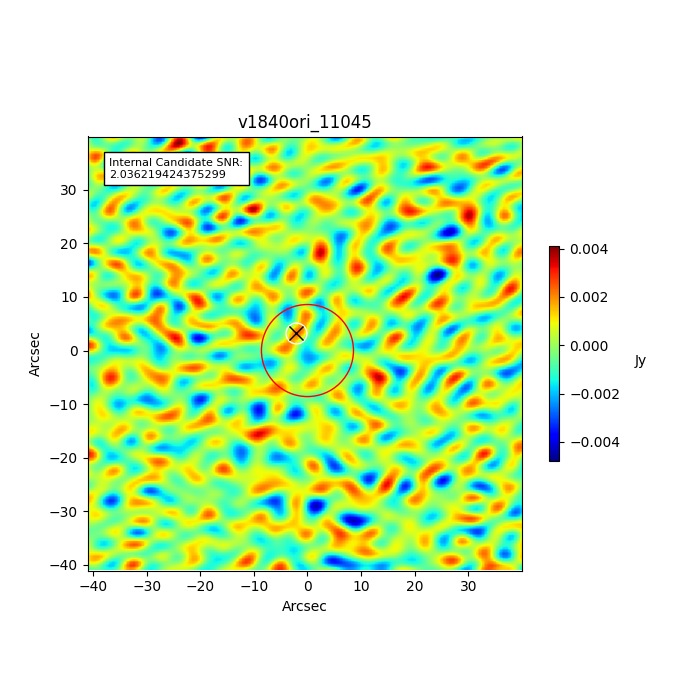 v1840ori_11045
Internal Candidate SNR:
2.036219424375299
30
20
10
0
−10
−20
−30
−40
Arcsec
−40 −30 −20 −10 0 10 20 30
Arcsec
0.004
0.002
0.000
−0.002
−0.004
Jy